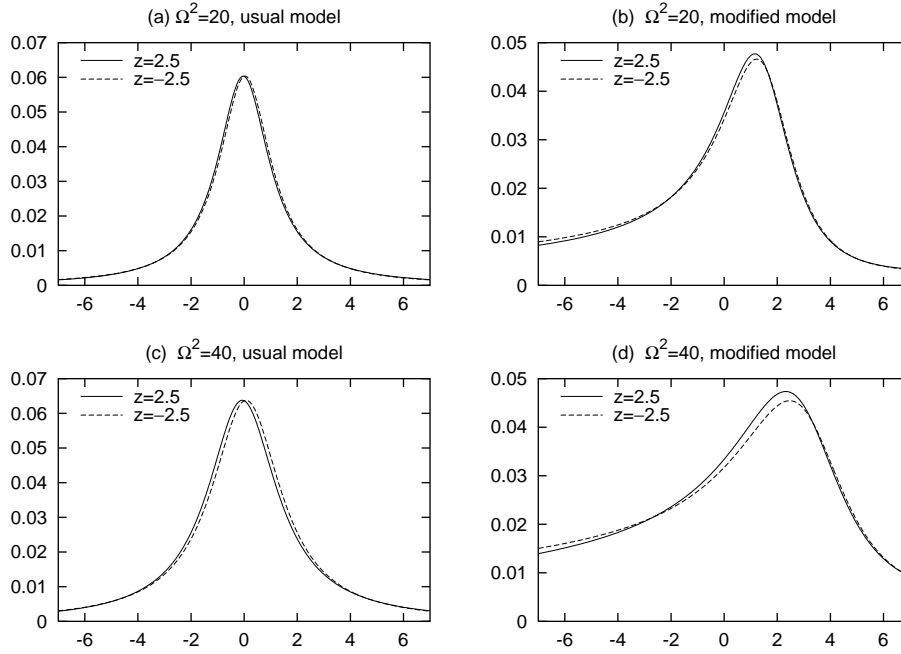 (a) Ω²=20, usual model
z=2.5
z=−2.5
0.07
0.06
0.05
0.04
0.03
0.02
0.01
0
-6 -4 -2 0 2 4 6
(b) Ω²=20, modified model
z=2.5
z=−2.5
0.05
0.04
0.03
0.02
0.01
0
-6 -4 -2 0 2 4 6
(c) Ω²=40, usual model
z=2.5
z=−2.5
0.07
0.06
0.05
0.04
0.03
0.02
0.01
0
-6 -4 -2 0 2 4 6
(d) Ω²=40, modified model
z=2.5
z=−2.5
0.05
0.04
0.03
0.02
0.01
0
-6 -4 -2 0 2 4 6